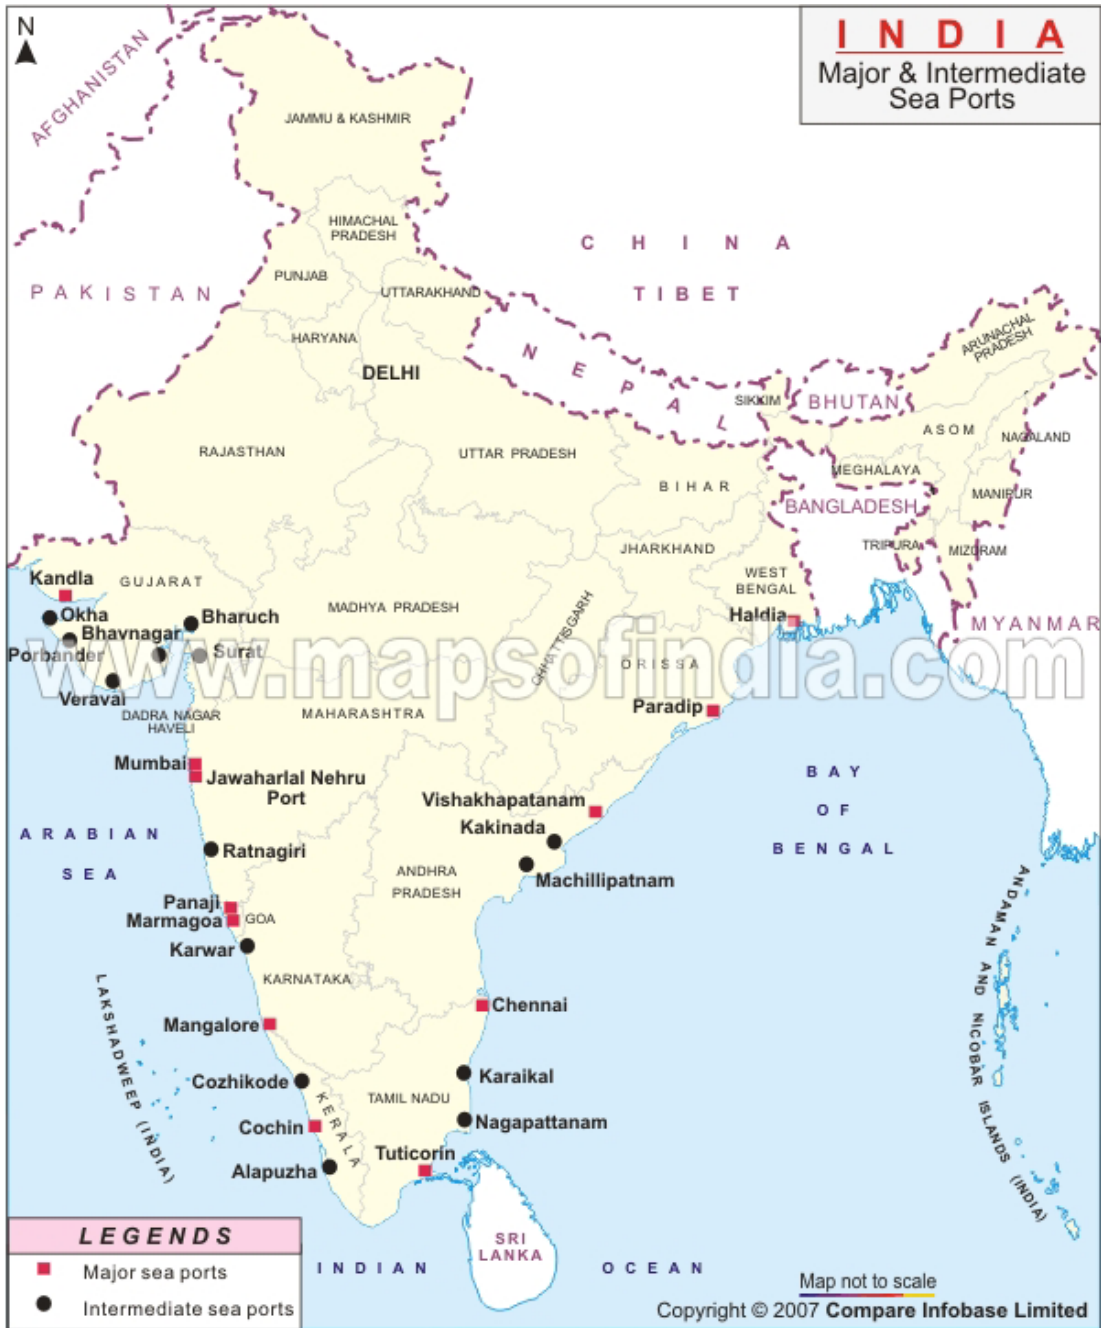 N
INDIA
Major & Intermediate
Sea Ports
AFGHANISTAN
JAMMU & KASHMIR
HIMACHAL
PRADESH
CHINA
TIBET
PAKISTAN
PUNJAB
UTTARAKHAND
HARYANA
DELHI
NEPAL
ARUNACHAL
PRADESH
SIKKIM
BHUTAN
ASOM
NAGALAND
RAJASTHAN
UTTAR PRADESH
BIHAR
MEGHALAYA
MANIPUR
BANGLADESH
TRIPURA
MIZORAM
JHARKHAND
WEST
BENGAL
Kandla
GUJARAT
Okha
Bharuch
Bhavnagar
Porbander
Surat
Veraval
MADHYA PRADESH
CHHATTISGARH
Haldia
MYANMAR
ORISSA
www.mapsofindia.com
DADRA NAGAR
HAVELI
MAHARASHTRA
Paradip
Mumbai
Jawaharlal Nehru
Port
Vishakhapatanam
Kakinada
BAY
OF
BENGAL
ARABIAN
SEA
Ratnagiri
ANDHRA
PRADESH
Machillipatnam
Panaji
Marmagoa
GOA
Karwar
KARNATAKA
ANDAMAN AND NICOBAR ISLANDS (INDIA)
LAKSHADWEEP (INDIA)
Chennai
Mangalore
Cozhikode
Karaikal
KERALA
TAMIL NADU
Cochin
Nagapattanam
Alapuzha
Tuticorin
SRI
LANKA
INDIAN OCEAN
LEGENDS
Major sea ports
Intermediate sea ports
Map not to scale
Copyright © 2007 Compare Infobase Limited